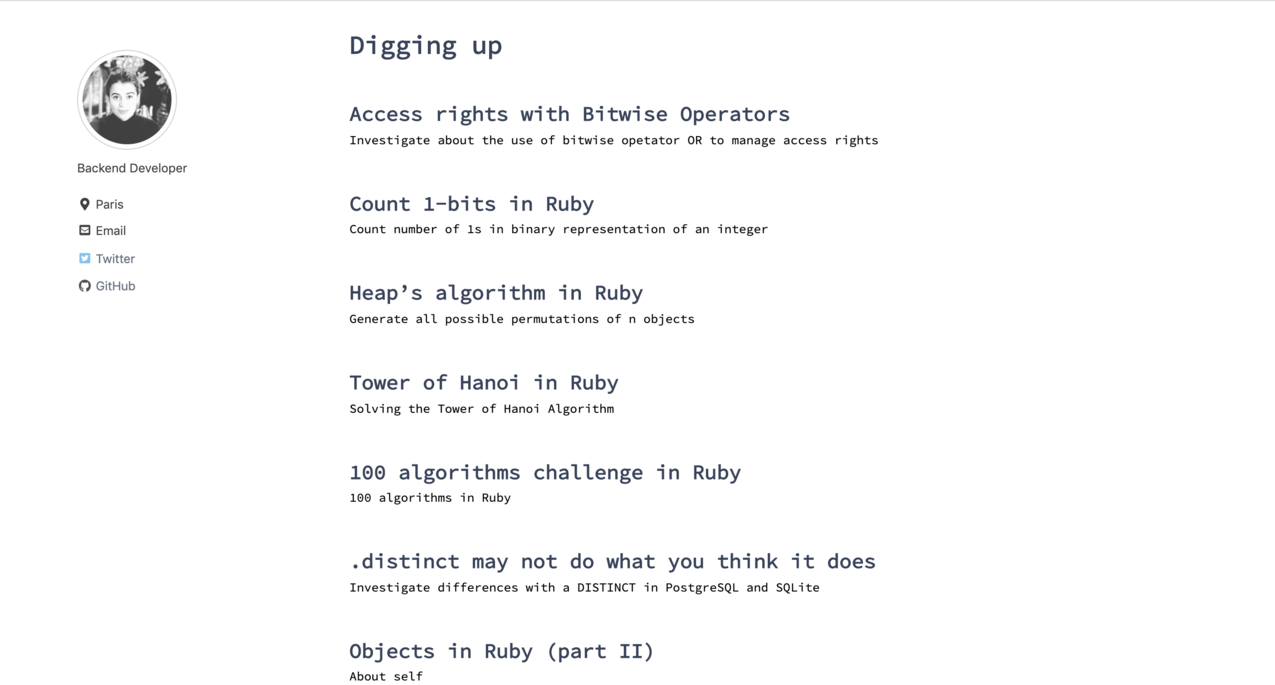 Backend Developer
Paris
Email
Twitter
GitHub
Digging up
Access rights with Bitwise Operators
Investigate about the use of bitwise opetator OR to manage access rights
Count 1-bits in Ruby
Count number of 1s in binary representation of an integer
Heap’s algorithm in Ruby
Generate all possible permutations of n objects
Tower of Hanoi in Ruby
Solving the Tower of Hanoi Algorithm
100 algorithms challenge in Ruby
100 algorithms in Ruby
.distinct may not do what you think it does
Investigate differences with a DISTINCT in PostgreSQL and SQLite
Objects in Ruby (part II)
About self